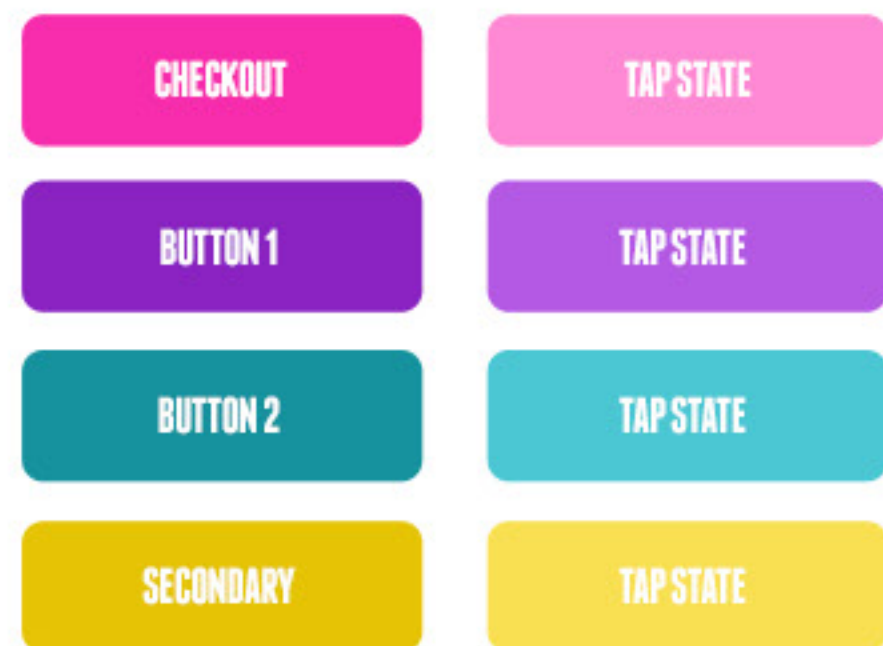 CHECKOUT
TAP STATE
BUTTON 1
TAP STATE
BUTTON 2
TAP STATE
SECONDARY
TAP STATE